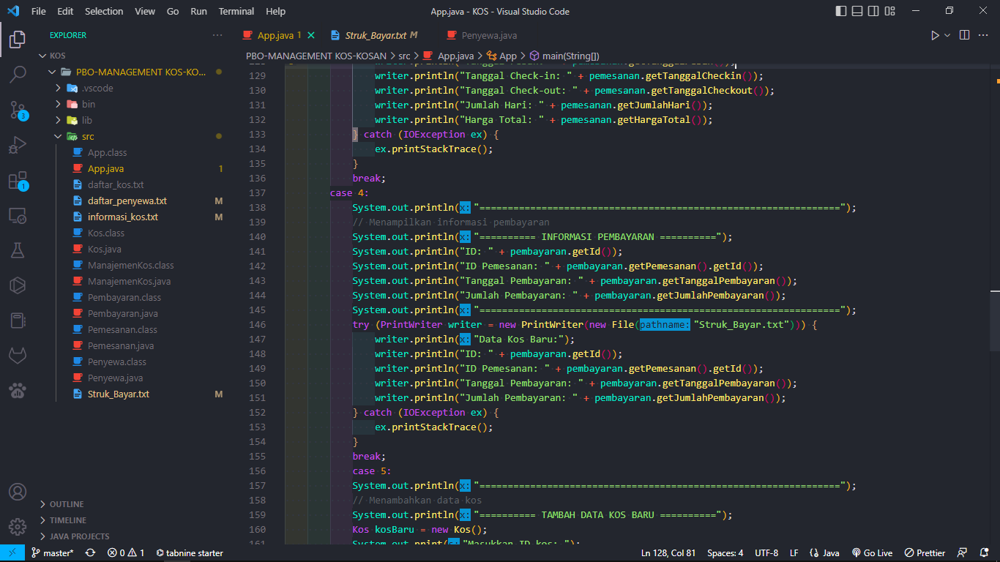 File Edit Selection View Go Run Terminal Help
App.java - KOS - Visual Studio Code
EXPLORER
KOS
PBO-MANAGEMENT KOS-KO...
.vscode
bin
lib
src
App.class
App.java 1
daftar_kos.txt
daftar_penyewa.txt M
informasi_kos.txt M
Kos.class
Kos.java
ManajemenKos.class
ManajemenKos.java
Pembayaran.class
Pembayaran.java
Pemesanan.class
Pemesanan.java
Penyewa.class
Penyewa.java
Struk_Bayar.txt M
OUTLINE
TIMELINE
JAVA PROJECTS
3
1
App.java 1
Struk_Bayar.txt M
Penyewa.java
PBO-MANAGEMENT KOS-KOSAN > src > App.java > App > main(String[])
129 writer.println("Tanggal Check-in: " + pemesanan.getTanggalCheckin());
130 writer.println("Tanggal Check-out: " + pemesanan.getTanggalCheckout());
131 writer.println("Jumlah Hari: " + pemesanan.getJumlahHari());
132 writer.println("Harga Total: " + pemesanan.getHargaTotal());
133 } catch (IOException ex) {
134 ex.printStackTrace();
135 }
136 break;
137 case 4:
138 System.out.println(x: "================================================================");
139 // Menampilkan informasi pembayaran
140 System.out.println(x: "========== INFORMASI PEMBAYARAN ==========");
141 System.out.println("ID: " + pembayaran.getId());
142 System.out.println("ID Pemesanan: " + pembayaran.getPemesanan().getId());
143 System.out.println("Tanggal Pembayaran: " + pembayaran.getTanggalPembayaran());
144 System.out.println("Jumlah Pembayaran: " + pembayaran.getJumlahPembayaran());
145 System.out.println(x: "================================================================");
146 try (PrintWriter writer = new PrintWriter(new File(pathname: "Struk_Bayar.txt"))) {
147 writer.println(x: "Data Kos Baru:");
148 writer.println("ID: " + pembayaran.getId());
149 writer.println("ID Pemesanan: " + pembayaran.getPemesanan().getId());
150 writer.println("Tanggal Pembayaran: " + pembayaran.getTanggalPembayaran());
151 writer.println("Jumlah Pembayaran: " + pembayaran.getJumlahPembayaran());
152 } catch (IOException ex) {
153 ex.printStackTrace();
154 }
155 break;
156 case 5:
157 System.out.println(x: "================================================================");
158 // Menambahkan data kos
159 System.out.println(x: "========== TAMBAH DATA KOS BARU ==========");
160 Kos kosBaru = new Kos();
161 System.out.print(s: "Masukkan ID kos: ");
master* 0 1 tabnine starter
Ln 128, Col 81 Spaces: 4 UTF-8 LF {} Java Go Live Prettier